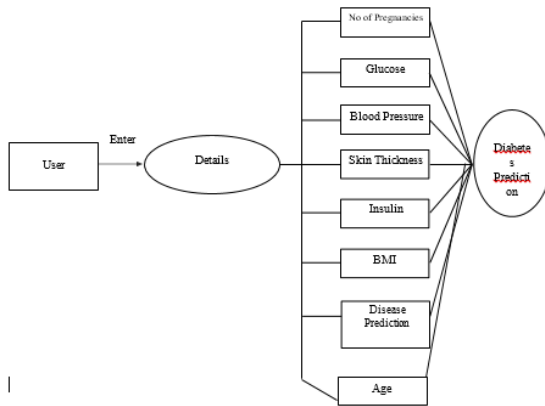 No of Pregnancies
Glucose
Blood Pressure
Enter
User
Details
Skin Thickness
Diabete
s
Predicti
on
Insulin
BMI
Disease
Prediction
Age